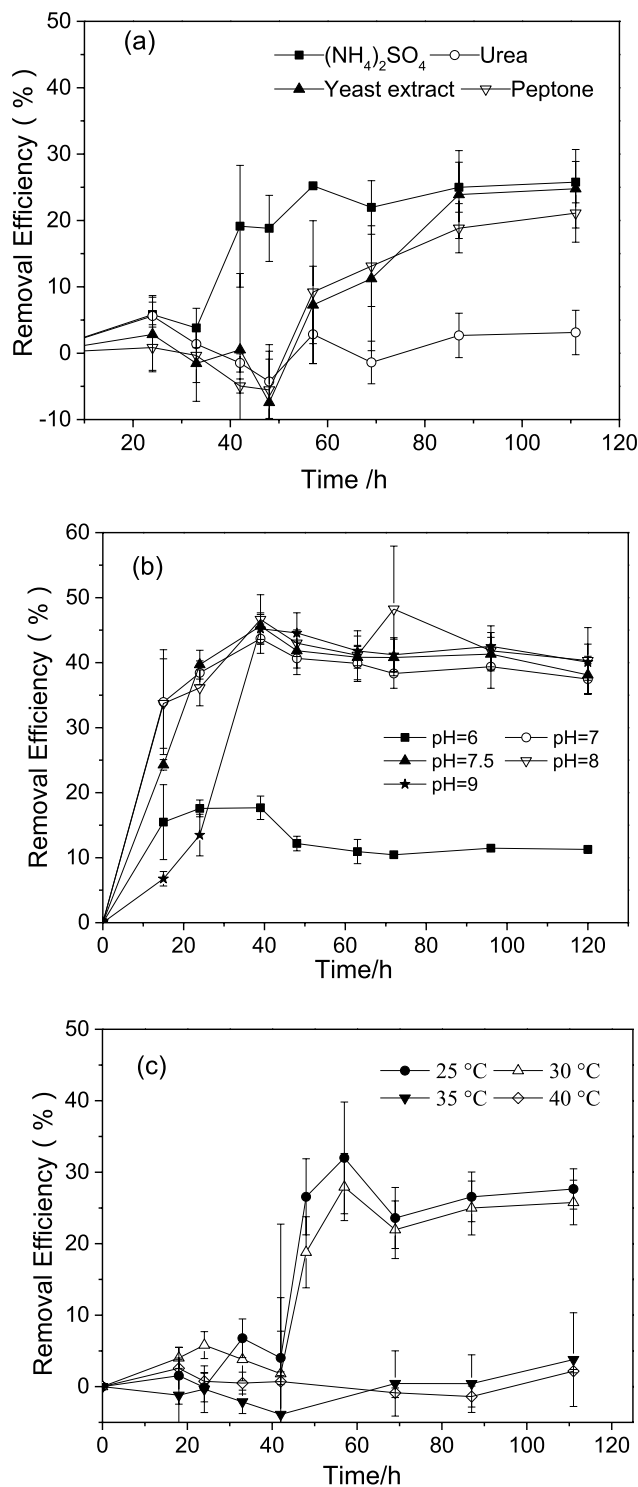 50
(a)
(NH4)2SO4 Urea
40
Yeast extract Peptone
30
20
10
0
-10
Removal Efficiency ( % )
20 40 60 80 100 120
Time /h
60
(b)
50
40
30
pH=6 pH=7
pH=7.5 pH=8
20
pH=9
10
0
Removal Efficiency ( % )
0 20 40 60 80 100 120
Time/h
50
(c)
25 °C 30 °C
35 °C 40 °C
40
30
20
10
0
Removal Efficiency ( % )
0 20 40 60 80 100 120
Time/h